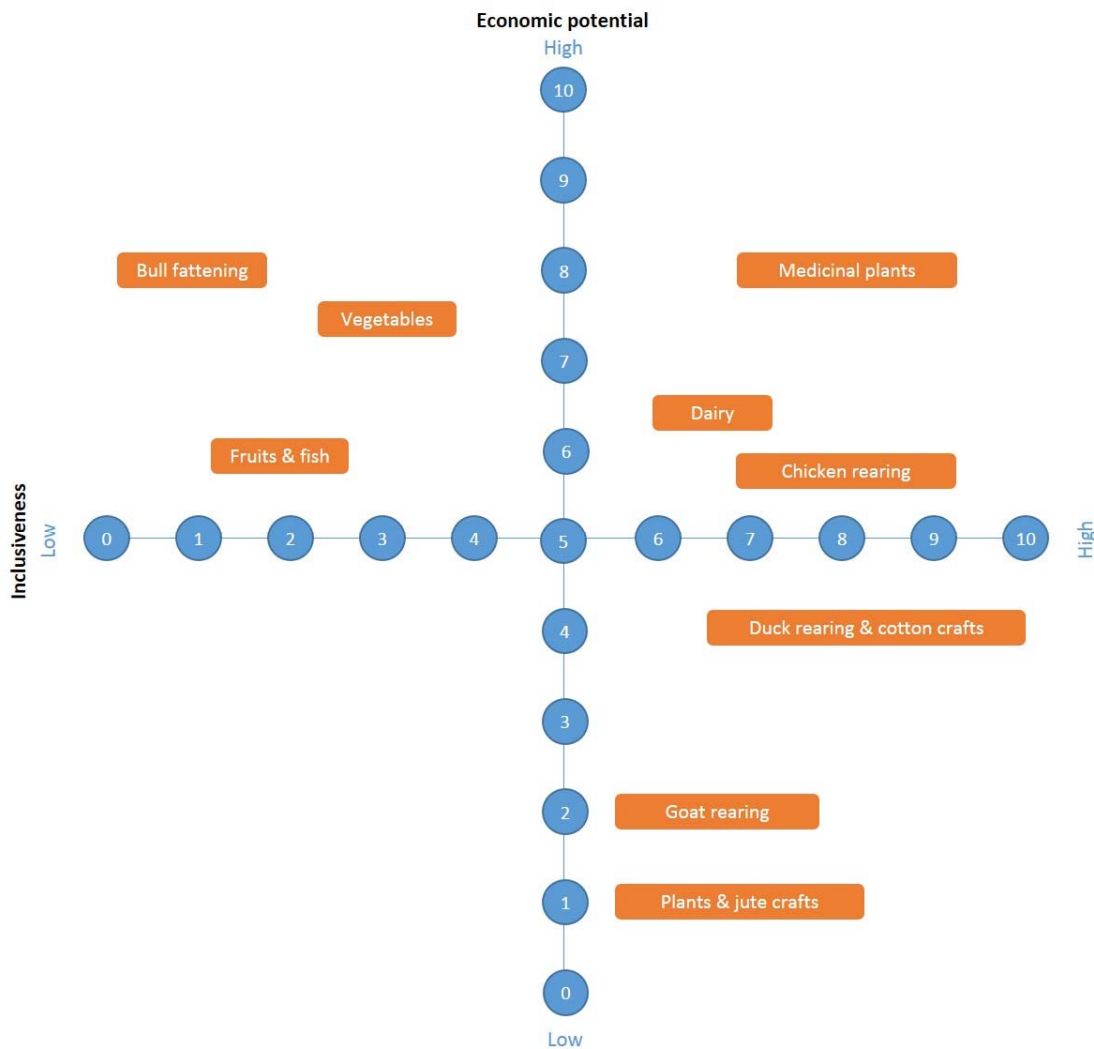 Economic potential
High
10
9
Bull fattening
8
Medicinal plants
Vegetables
7
Dairy
Fruits & fish
6
Chicken rearing
Inclusiveness
Low
0
1
2
3
4
5
6
7
8
9
10
High
4
Duck rearing & cotton crafts
3
2
Goat rearing
1
Plants & jute crafts
0
Low